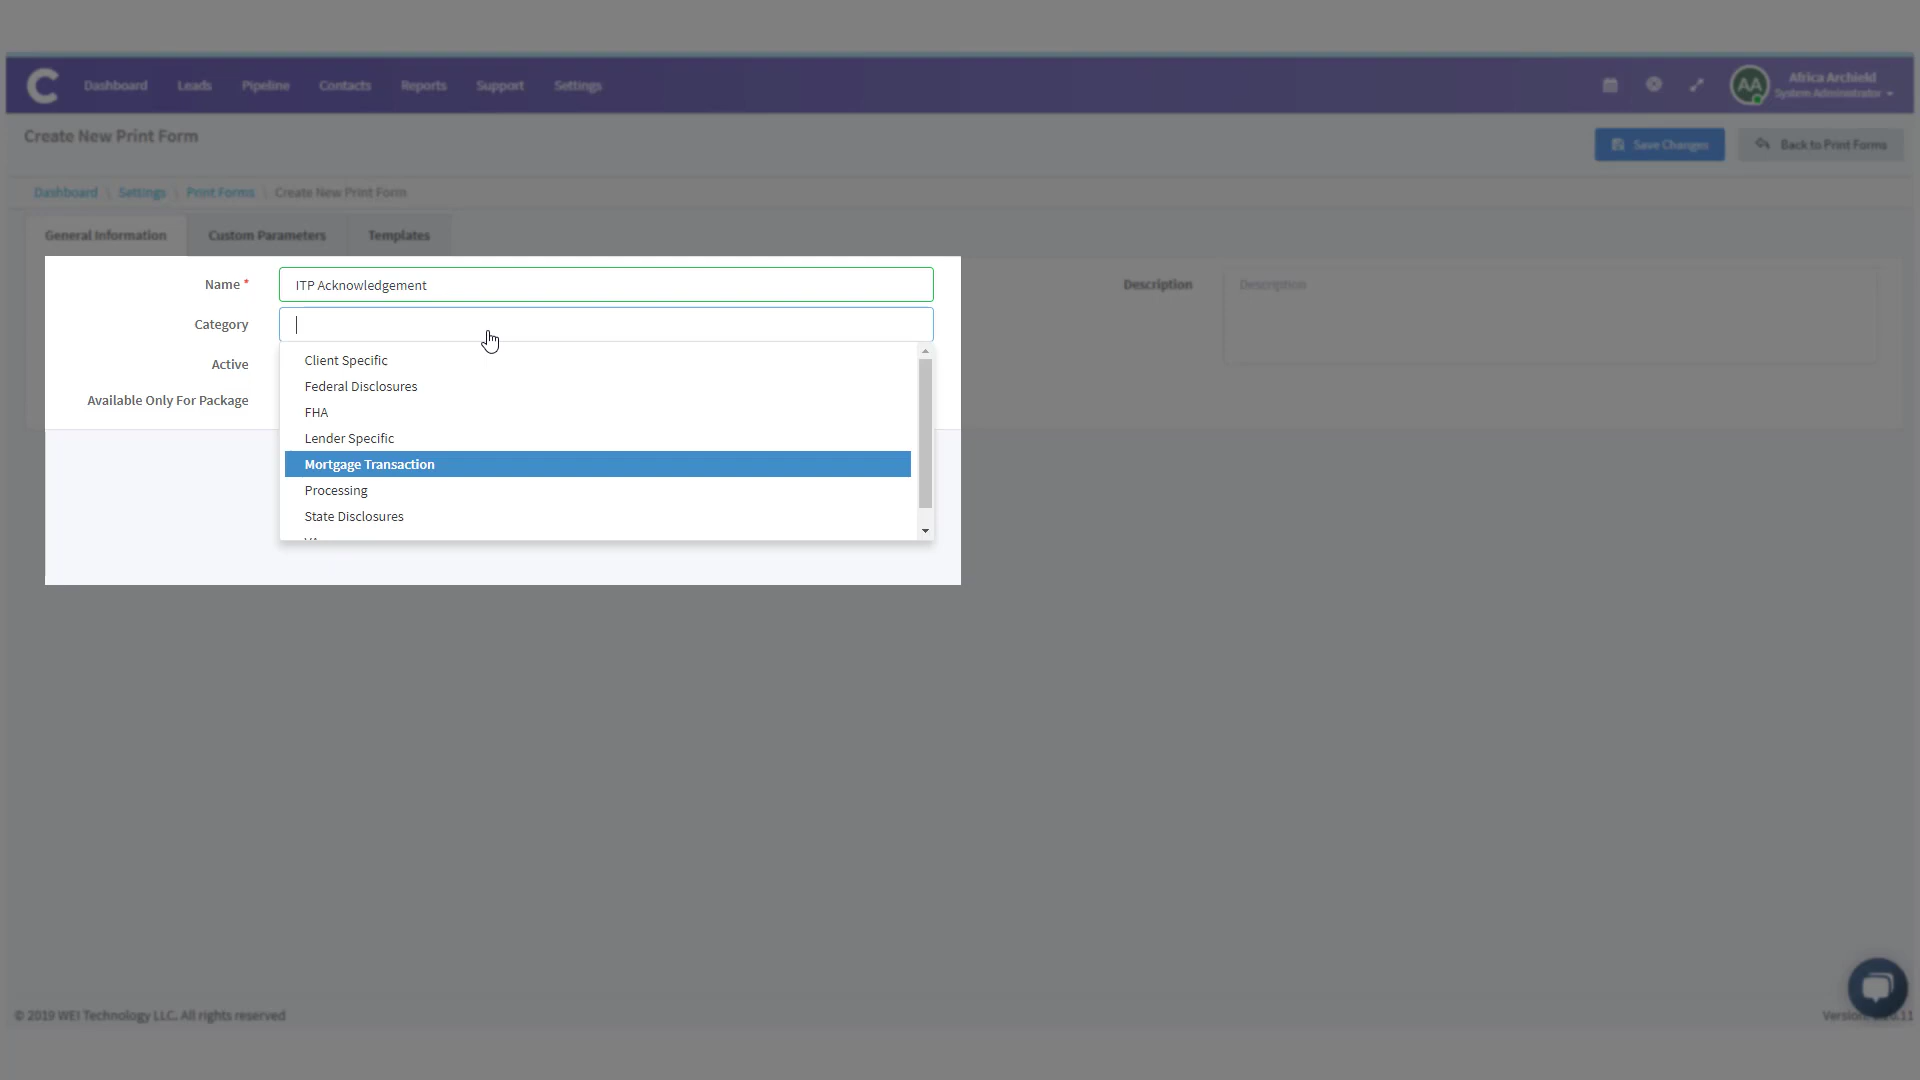 Dashboard Leads Pipeline Contacts Reports Support Settings
AA Africa Archield
System Administrator
Create New Print Form
Save Changes Back to Print Forms
Dashboard \ Settings \ Print Forms \ Create New Print Form
General Information Custom Parameters Templates
Name * ITP Acknowledgement Description Description
Category
Client Specific
Active
Federal Disclosures
Available Only For Package
FHA
Lender Specific
Mortgage Transaction
Processing
State Disclosures
© 2019 WEI Technology LLC. All rights reserved